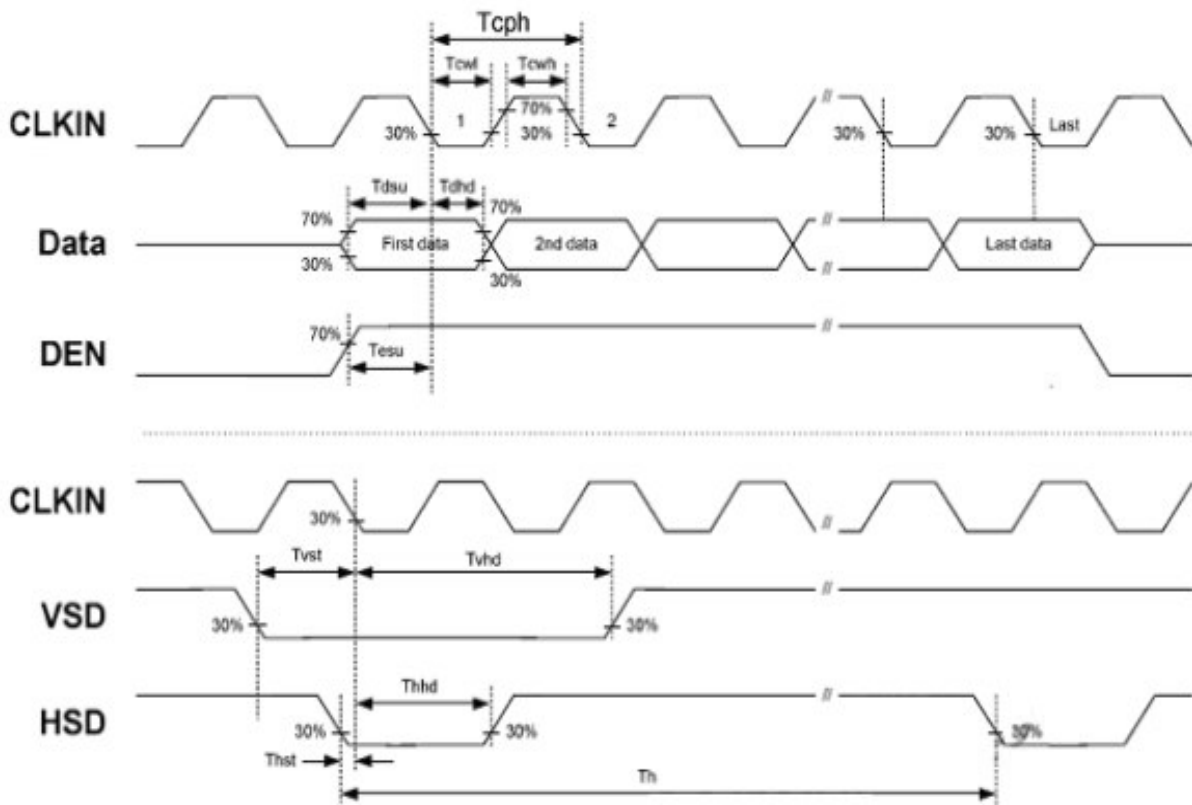 Tcph
Tcwl Tcwh
CLKIN 30% 1 70% 30% 2 30% 30% Last
Tdsu Tdhd
70% 70%
Data First data 2nd data Last data
30% 30%
70%
DEN
Tesu
CLKIN
30%
Tvst Tvhd
VSD
30% 30%
Thhd
HSD
30% 30% 30%
Thst
Th